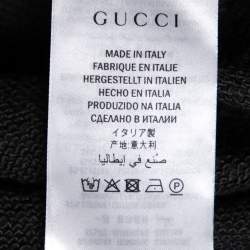 GUCCI
MADE IN ITALY
FABRIQUE EN ITALIE
HERGESTELLT IN ITALIEN
HECHO EN ITALIA
PRODUZIDO NA ITALIA
СДЕЛАНО В ИТАЛИИ
イタリア製
产地:意大利
صنع في إيطاليا